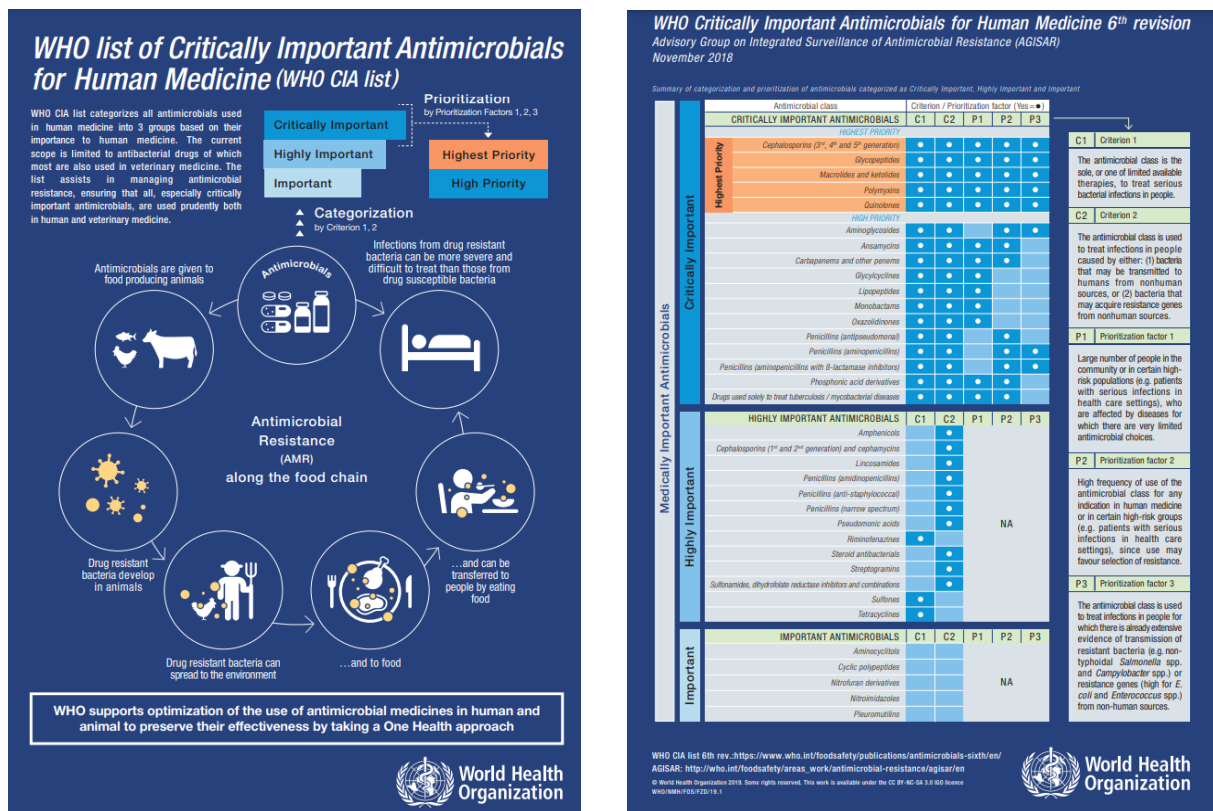 WHO list of Critically Important Antimicrobials
for Human Medicine (WHO CIA list)
WHO CIA list categorizes all antimicrobials used
in human medicine into 3 groups based on their
importance to human medicine. The current
scope is limited to antibacterial drugs of which
most are also used in veterinary medicine. The
list assists in managing antimicrobial
resistance, ensuring that all, especially critically
important antimicrobials, are used prudently both
in human and veterinary medicine.
Prioritization
by Prioritization Factors 1, 2, 3
Critically Important
Highly Important
Important
Highest Priority
High Priority
Categorization
by Criterion 1, 2
Antimicrobials
Antimicrobials are given to
food producing animals
Infections from drug resistant
bacteria can be more severe and
difficult to treat than those from
drug susceptible bacteria
Antimicrobial
Resistance
(AMR)
along the food chain
Drug resistant
bacteria develop
in animals
Drug resistant bacteria can
spread to the environment
...and to food
...and can be
transferred to
people by eating
food
WHO supports optimization of the use of antimicrobial medicines in human and
animal to preserve their effectiveness by taking a One Health approach
World Health
Organization
WHO Critically Important Antimicrobials for Human Medicine 6th revision
Advisory Group on Integrated Surveillance of Antimicrobial Resistance (AGISAR)
November 2018
Summary of categorization and prioritization of antimicrobials categorized as Critically Important, Highly Important and Important
Medically Important Antimicrobials
Critically Important
Highest Priority
Antimicrobial class Criterion / Prioritization factor (Yes=●)
CRITICALLY IMPORTANT ANTIMICROBIALS C1 C2 P1 P2 P3
HIGHEST PRIORITY
Cephalosporins (3rd, 4th and 5th generation)
Glycopeptides
Macrolides and ketolides
Polymyxins
Quinolones
HIGH PRIORITY
Aminoglycosides
Ansamycins
Carbapenems and other penems
Glycylcyclines
Lipopeptides
Monobactams
Oxazolidinones
Penicillins (antipseudomonal)
Penicillins (aminopenicillins)
Penicillins (aminopenicillins with β-lactamase inhibitors)
Phosphonic acid derivatives
Drugs used solely to treat tuberculosis / mycobacterial diseases
Highly Important
HIGHLY IMPORTANT ANTIMICROBIALS C1 C2 P1 P2 P3
Amphenicols
Cephalosporins (1st and 2nd generation) and cephamycins
Lincosamides
Penicillins (amidinopenicillins)
Penicillins (anti-staphylococcal)
Penicillins (narrow spectrum)
Pseudomonic acids
NA
Riminofenazines
Steroid antibacterials
Streptogramins
Sulfonamides, dihydrofolate reductase inhibitors and combinations
Sulfones
Tetracyclines
Important
IMPORTANT ANTIMICROBIALS C1 C2 P1 P2 P3
Aminocyclitols
Cyclic polypeptides
Nitrofuran derivatives
NA
Nitroimidazoles
Pleuromutilins
C1 Criterion 1
The antimicrobial class is the
sole, or one of limited available
therapies, to treat serious
bacterial infections in people.
C2 Criterion 2
The antimicrobial class is used
to treat infections in people
caused by either: (1) bacteria
that may be transmitted to
humans from nonhuman
sources, or (2) bacteria that
may acquire resistance genes
from nonhuman sources.
P1 Prioritization factor 1
Large number of people in the
community or in certain high-
risk populations (e.g. patients
with serious infections in
health care settings), who
are affected by diseases for
which there are very limited
antimicrobial choices.
P2 Prioritization factor 2
High frequency of use of the
antimicrobial class for any
indication in human medicine
or in certain high-risk groups
(e.g. patients with serious
infections in health care
settings), since use may
favour selection of resistance.
P3 Prioritization factor 3
The antimicrobial class is used
to treat infections in people for
which there is already extensive
evidence of transmission of
resistant bacteria (e.g. non-
typhoidal Salmonella spp.
and Campylobacter spp.) or
resistance genes (high for E.
coli and Enterococcus spp.)
from non-human sources.
WHO CIA list 6th rev.:https://www.who.int/foodsafety/publications/antimicrobials-sixth/en/
AGISAR: http://who.int/foodsafety/areas_work/antimicrobial-resistance/agisar/en
© World Health Organization 2019. Some rights reserved. This work is available under the CC BY-NC-SA 3.0 IGO licence
WHO/NMH/FOS/FZD/19.1
World Health
Organization